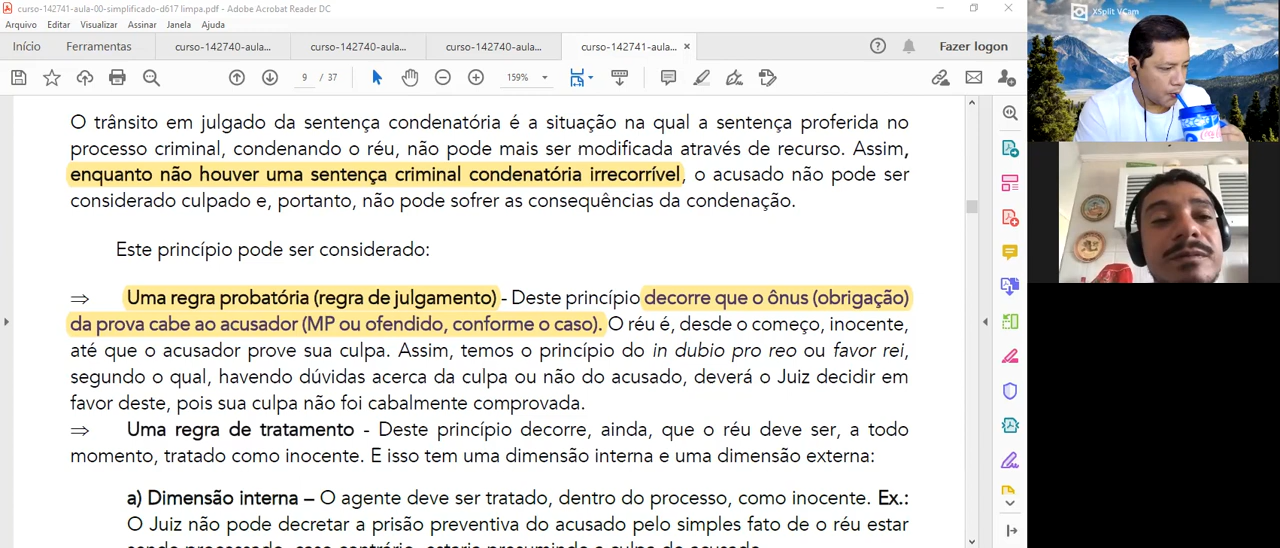 curso-142741-aula-00-simplificado-d617 limpa.pdf - Adobe Acrobat Reader DC
Arquivo Editar Visualizar Assinar Janela Ajuda
Início Ferramentas curso-142740-aula... curso-142740-aula... curso-142740-aula... curso-142741-aula... × Fazer logon
9 / 37 159%
O trânsito em julgado da sentença condenatória é a situação na qual a sentença proferida no
processo criminal, condenando o réu, não pode mais ser modificada através de recurso. Assim,
enquanto não houver uma sentença criminal condenatória irrecorrível, o acusado não pode ser
considerado culpado e, portanto, não pode sofrer as consequências da condenação.
Este princípio pode ser considerado:
⇒ Uma regra probatória (regra de julgamento) - Deste princípio decorre que o ônus (obrigação)
da prova cabe ao acusador (MP ou ofendido, conforme o caso). O réu é, desde o começo, inocente,
até que o acusador prove sua culpa. Assim, temos o princípio do in dubio pro reo ou favor rei,
segundo o qual, havendo dúvidas acerca da culpa ou não do acusado, deverá o Juiz decidir em
favor deste, pois sua culpa não foi cabalmente comprovada.
⇒ Uma regra de tratamento - Deste princípio decorre, ainda, que o réu deve ser, a todo
momento, tratado como inocente. E isso tem uma dimensão interna e uma dimensão externa:
a) Dimensão interna – O agente deve ser tratado, dentro do processo, como inocente. Ex.:
O Juiz não pode decretar a prisão preventiva do acusado pelo simples fato de o réu estar
sendo processado, caso contrário, estaria presumindo a culpa do acusado.
XSplit VCam